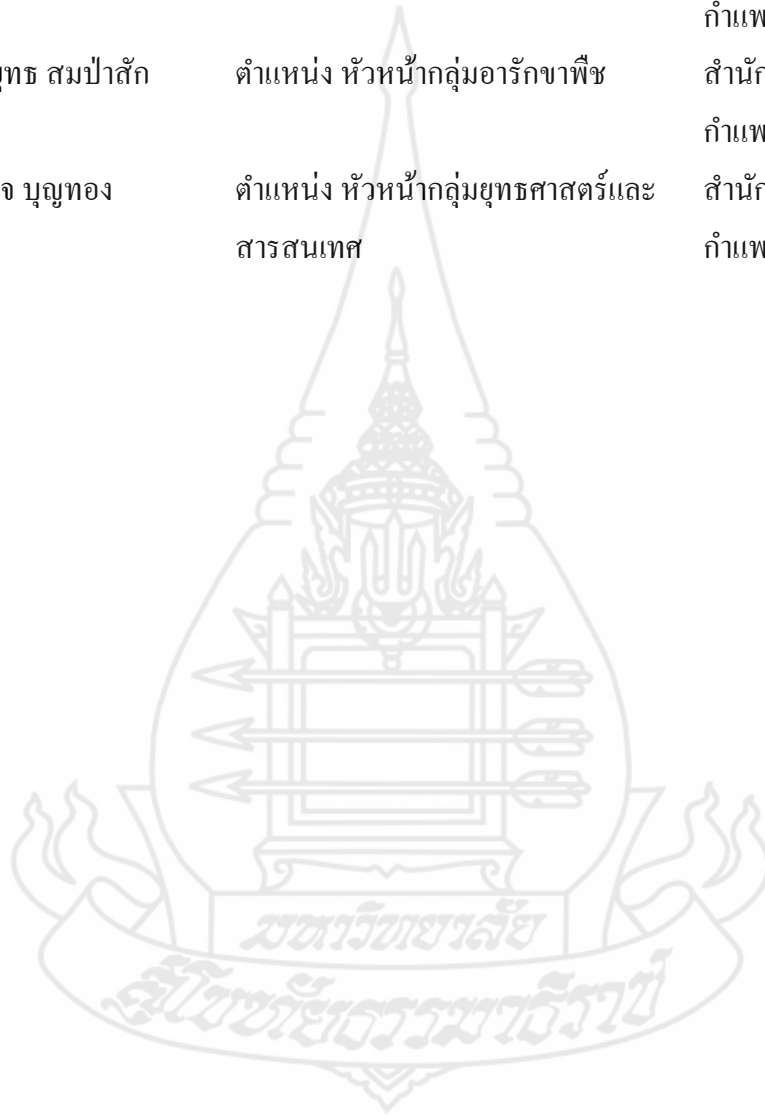 กำแพ
ยุทธ สมป่าสัก ตำแหน่ง หัวหน้ากลุ่มอารักขาพืช สำนัก
กำแพ
จ บุญทอง ตำแหน่ง หัวหน้ากลุ่มยุทธศาสตร์และ สำนัก
สารสนเทศ กำแพ
มหาวิทยาลัย
สุโขทัยธรรมาธิราช